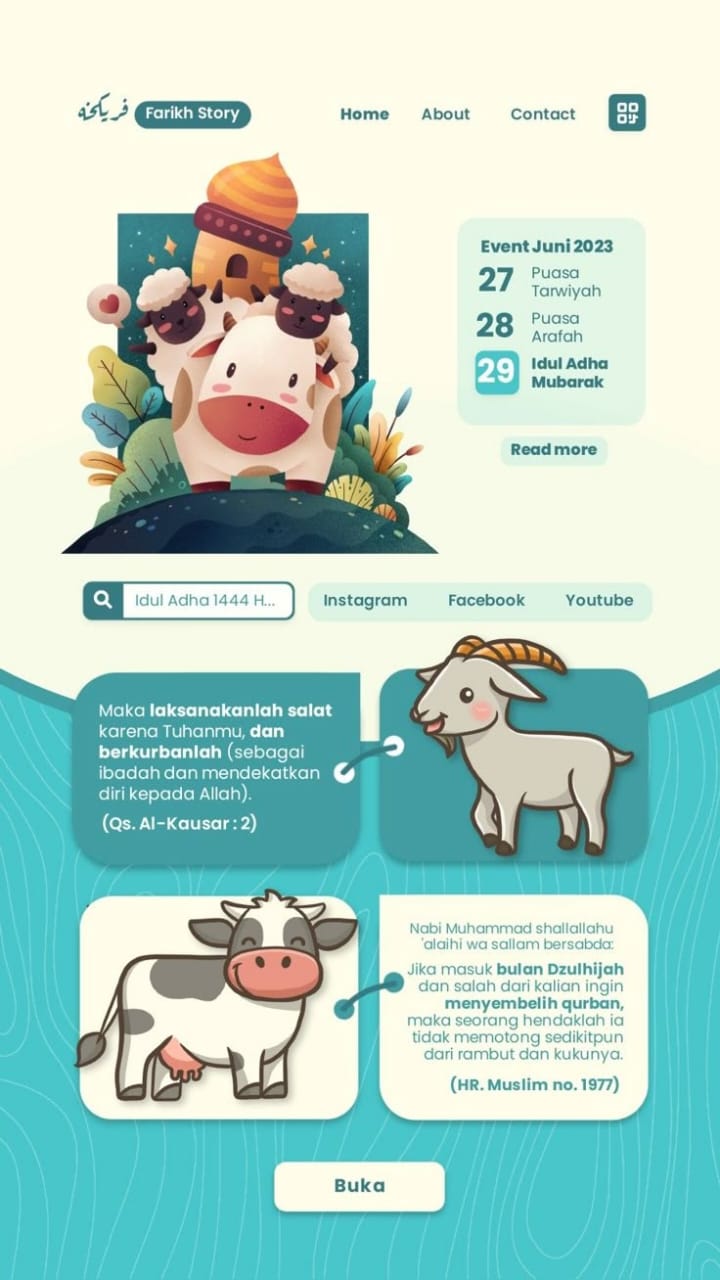 فريكخه
Farikh Story
Home
About
Contact
Event Juni 2023
27 Puasa
Tarwiyah
28 Puasa
Arafah
29 Idul Adha
Mubarak
Read more
Idul Adha 1444 H...
Instagram
Facebook
Youtube
Maka laksanakanlah salat
karena Tuhanmu, dan
berkurbanlah (sebagai
ibadah dan mendekatkan
diri kepada Allah).
(Qs. Al-Kausar : 2)
Nabi Muhammad shallallahu
'alaihi wa sallam bersabda:
Jika masuk bulan Dzulhijah
dan salah dari kalian ingin
menyembelih qurban,
maka seorang hendaklah ia
tidak memotong sedikitpun
dari rambut dan kukunya.
(HR. Muslim no. 1977)
Buka